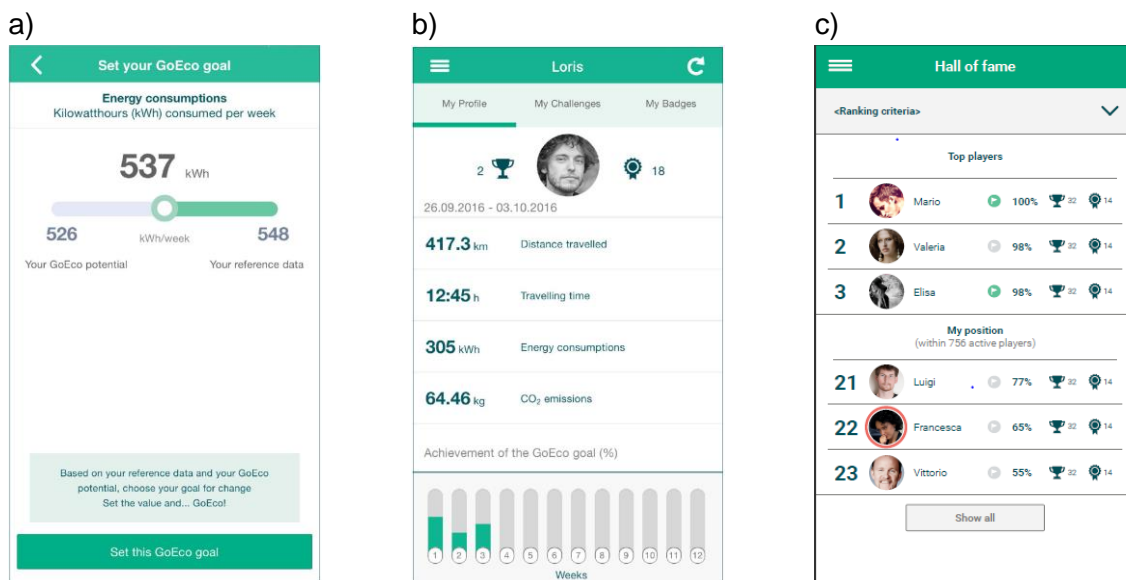 a)
Set your GoEco goal
Energy consumptions
Kilowatthours (kWh) consumed per week
537 kWh
526 kWh/week 548
Your GoEco potential Your reference data
Based on your reference data and your GoEco
potential, choose your goal for change
Set the value and... GoEco!
Set this GoEco goal
b)
Loris
My Profile My Challenges My Badges
2 18
26.09.2016 - 03.10.2016
417.3 km Distance travelled
12:45 h Travelling time
305 kWh Energy consumptions
64.46 kg CO₂ emissions
Achievement of the GoEco goal (%)
1 2 3 4 5 6 7 8 9 10 11 12
Weeks
c)
Hall of fame
<Ranking criteria>
Top players
1 Mario 100% 32 14
2 Valeria 98% 32 14
3 Elisa 98% 32 14
My position
(within 756 active players)
21 Luigi 77% 32 14
22 Francesca 65% 32 14
23 Vittorio 55% 32 14
Show all